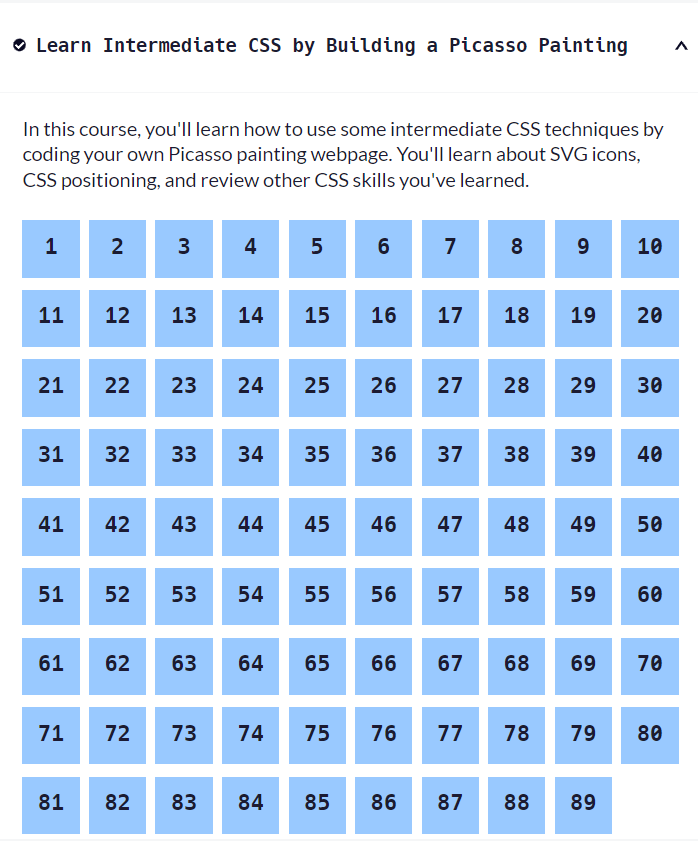 Learn Intermediate CSS by Building a Picasso Painting
In this course, you'll learn how to use some intermediate CSS techniques by
coding your own Picasso painting webpage. You'll learn about SVG icons,
CSS positioning, and review other CSS skills you've learned.
1 2 3 4 5 6 7 8 9 10
11 12 13 14 15 16 17 18 19 20
21 22 23 24 25 26 27 28 29 30
31 32 33 34 35 36 37 38 39 40
41 42 43 44 45 46 47 48 49 50
51 52 53 54 55 56 57 58 59 60
61 62 63 64 65 66 67 68 69 70
71 72 73 74 75 76 77 78 79 80
81 82 83 84 85 86 87 88 89